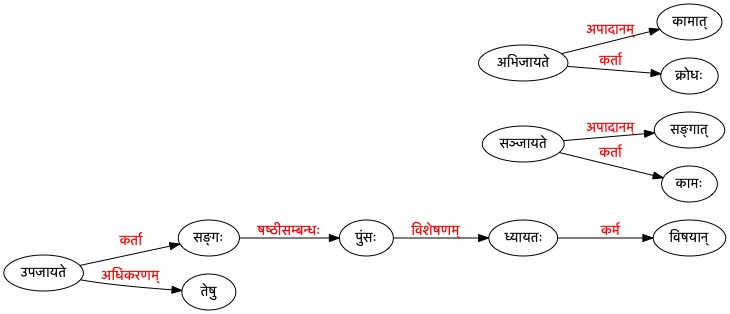 अपादानम् कामात्
अभिजायते कर्ता क्रोधः
अपादानम् सङ्गात्
सञ्जायते कर्ता कामः
कर्ता सङ्गः षष्ठीसम्बन्धः पुंसः विशेषणम् ध्यायतः कर्म विषयान्
उपजायते अधिकरणम् तेषु